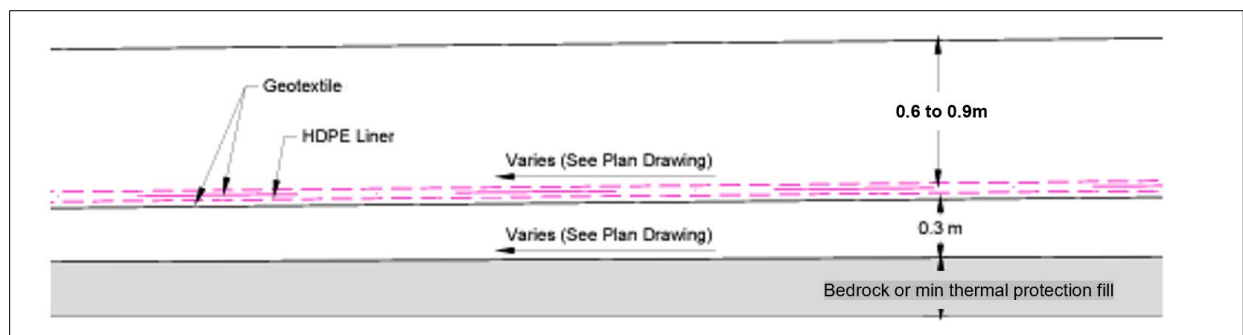 Geotextile
0.6 to 0.9m
HDPE Liner
Varies (See Plan Drawing)
0.3 m
Varies (See Plan Drawing)
Bedrock or min thermal protection fill